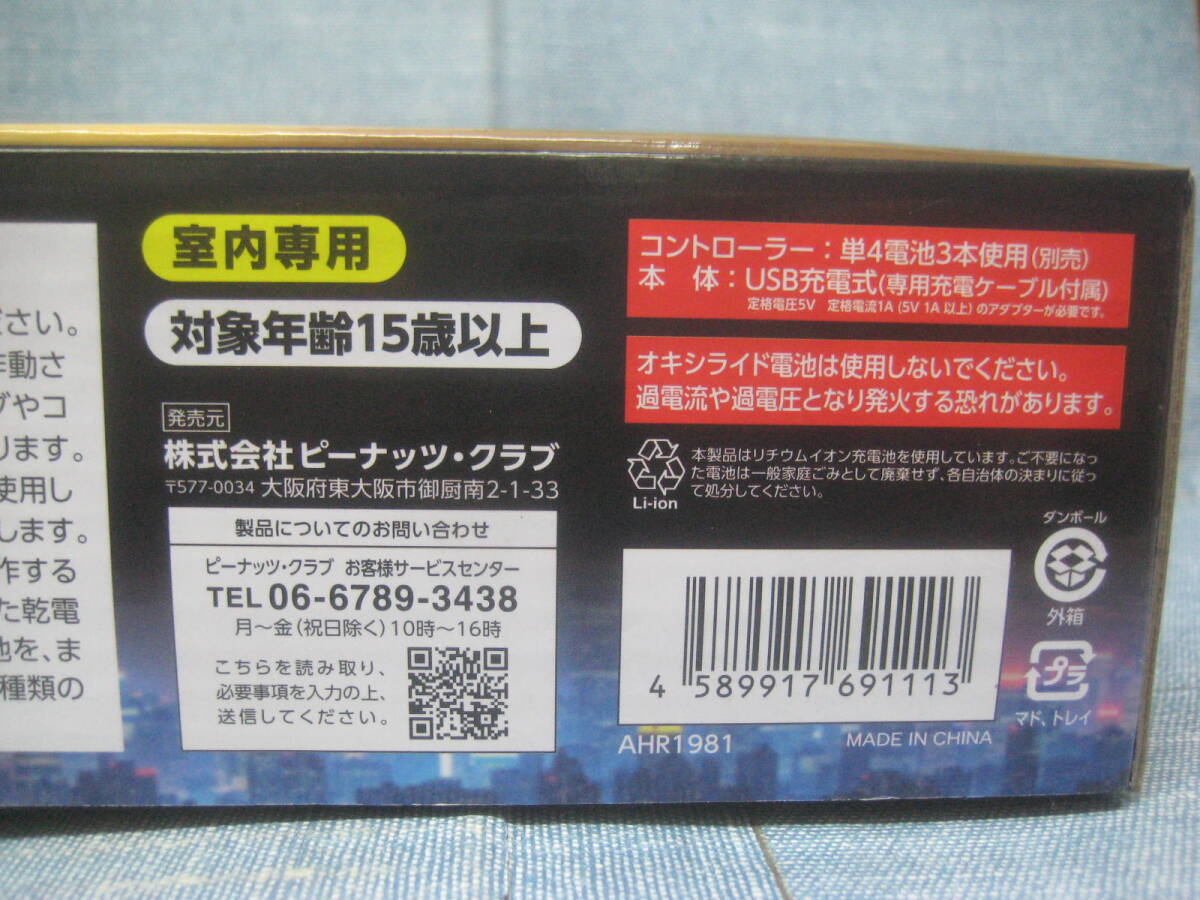 ださい。
作動さ
グやコ
ります。
使用し
します。
作する
た乾電
池を、ま
種類の
室内専用
対象年齢15歳以上
発売元
株式会社ピーナッツ・クラブ
〒577-0034 大阪府東大阪市御厨南2-1-33
製品についてのお問い合わせ
ピーナッツ・クラブ お客様サービスセンター
TEL 06-6789-3438
月～金(祝日除く)10時～16時
こちらを読み取り、
必要事項を入力の上、
送信してください。
コントローラー：単4電池3本使用(別売)
本 体：USB充電式(専用充電ケーブル付属)
定格電圧5V 定格電流1A (5V 1A 以上) のアダプターが必要です。
オキシライド電池は使用しないでください。
過電流や過電圧となり発火する恐れがあります。
Li-ion
本製品はリチウムイオン充電池を使用しています。ご不要になっ
た電池は一般家庭ごみとして廃棄せず、各自治体の決まりに従っ
て処分してください。
ダンボール
外箱
プラ
マド、トレイ
4 589917 691113
AHR1981
MADE IN CHINA